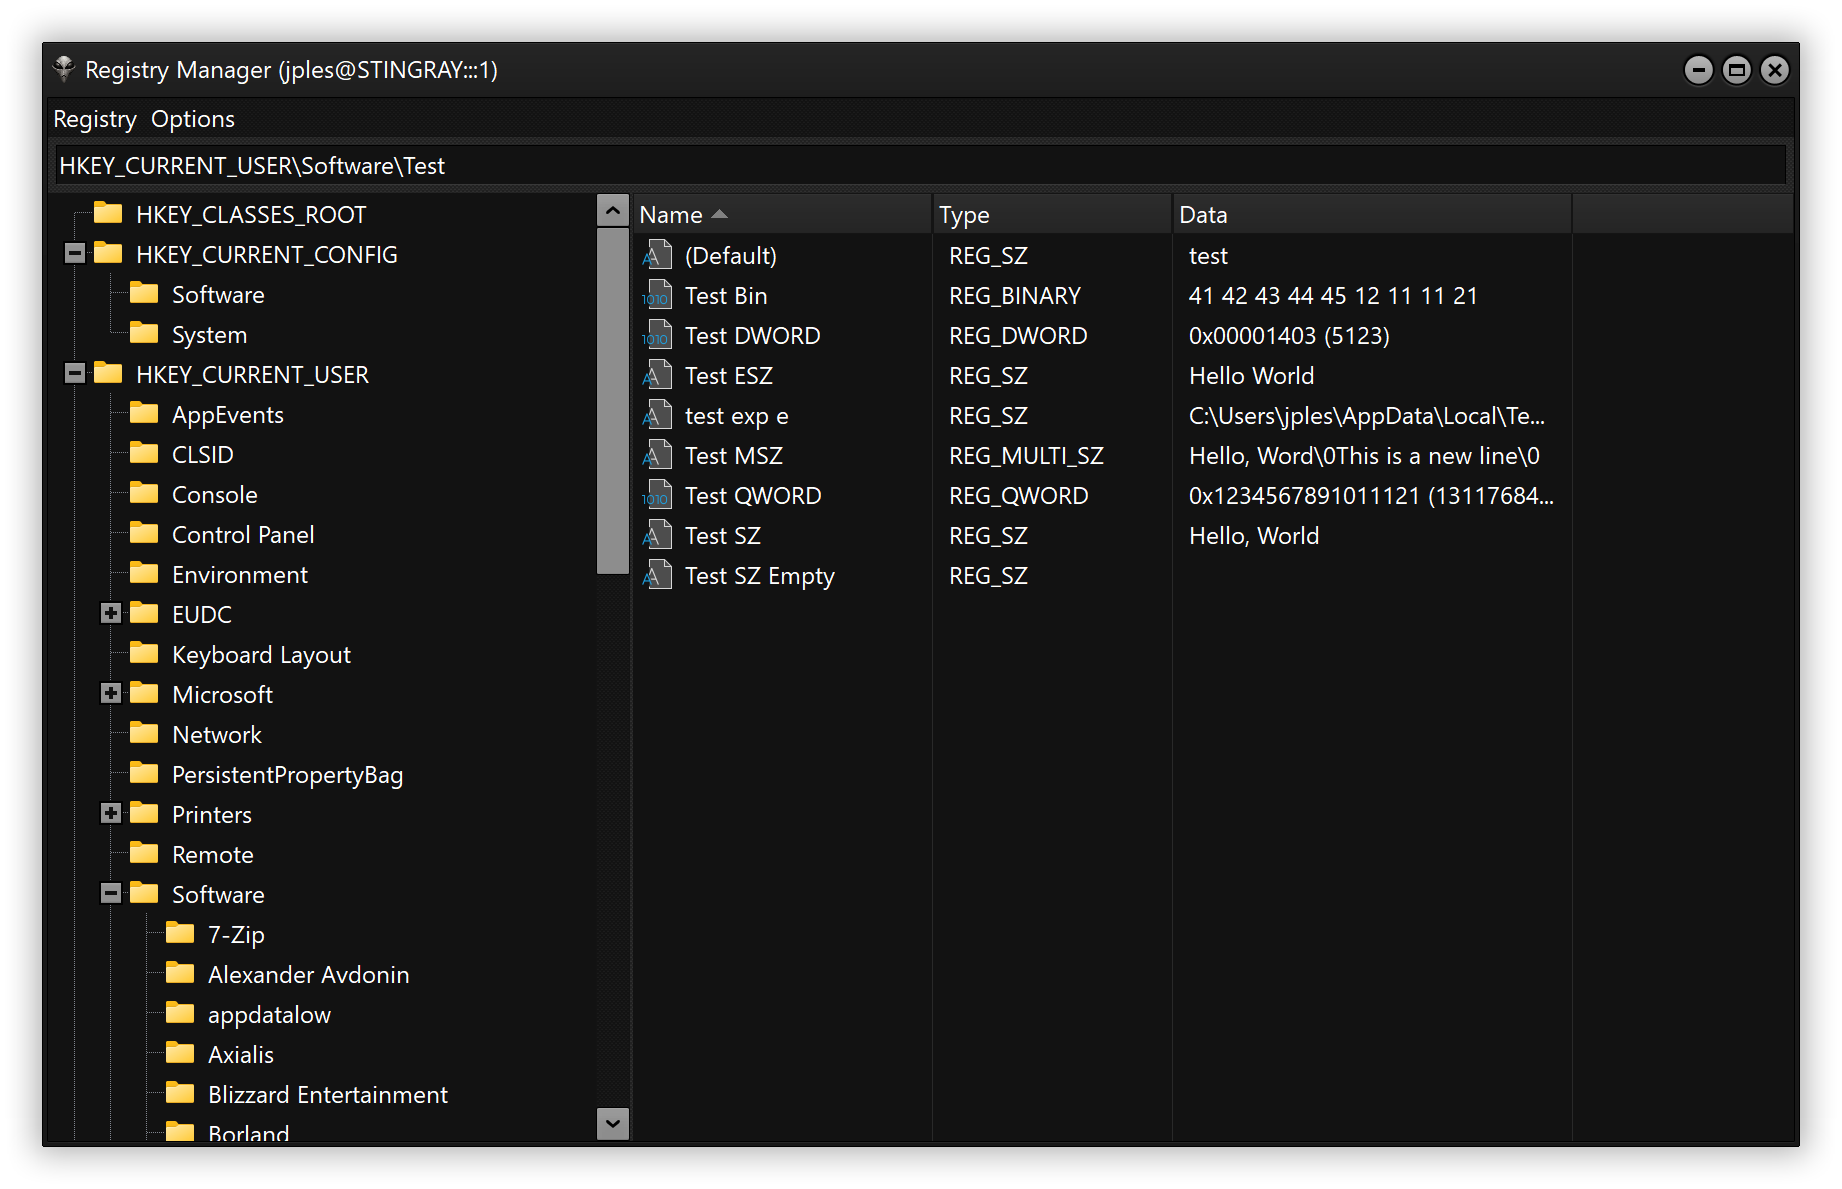 Registry Manager (jples@STINGRAY:::1)
Registry Options
HKEY_CURRENT_USER\Software\Test
HKEY_CLASSES_ROOT
HKEY_CURRENT_CONFIG
Software
System
HKEY_CURRENT_USER
AppEvents
CLSID
Console
Control Panel
Environment
EUDC
Keyboard Layout
Microsoft
Network
PersistentPropertyBag
Printers
Remote
Software
7-Zip
Alexander Avdonin
appdatalow
Axialis
Blizzard Entertainment
Borland
Name Type Data
(Default) REG_SZ test
Test Bin REG_BINARY 41 42 43 44 45 12 11 11 21
Test DWORD REG_DWORD 0x00001403 (5123)
Test ESZ REG_SZ Hello World
test exp e REG_SZ C:\Users\jples\AppData\Local\Te...
Test MSZ REG_MULTI_SZ Hello, Word\0This is a new line\0
Test QWORD REG_QWORD 0x1234567891011121 (13117684...
Test SZ REG_SZ Hello, World
Test SZ Empty REG_SZ